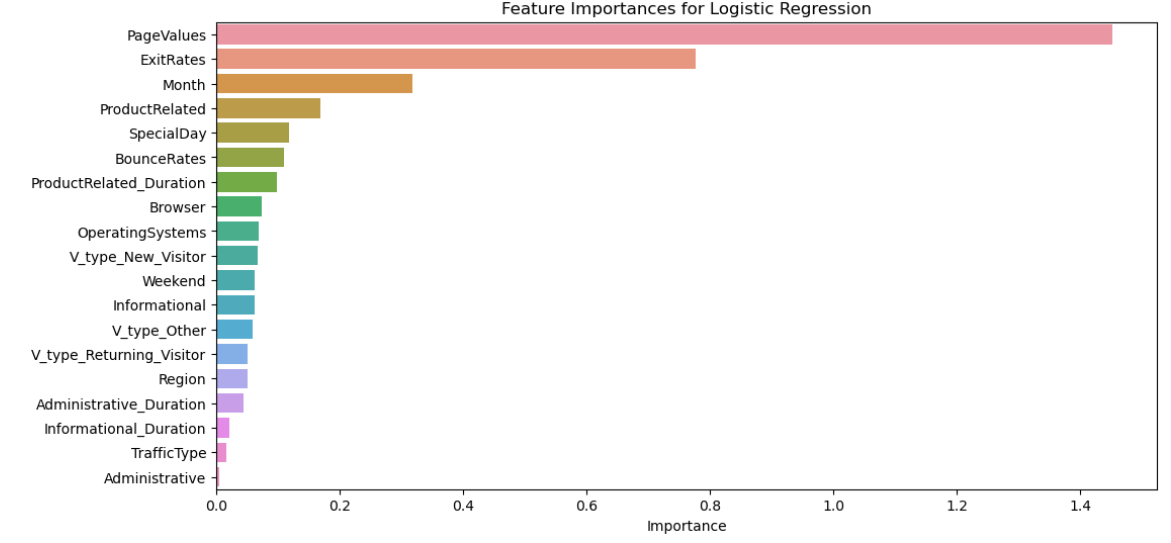 Feature Importances for Logistic Regression
PageValues
ExitRates
Month
ProductRelated
SpecialDay
BounceRates
ProductRelated_Duration
Browser
OperatingSystems
V_type_New_Visitor
Weekend
Informational
V_type_Other
V_type_Returning_Visitor
Region
Administrative_Duration
Informational_Duration
TrafficType
Administrative
0.0 0.2 0.4 0.6 0.8 1.0 1.2 1.4
Importance